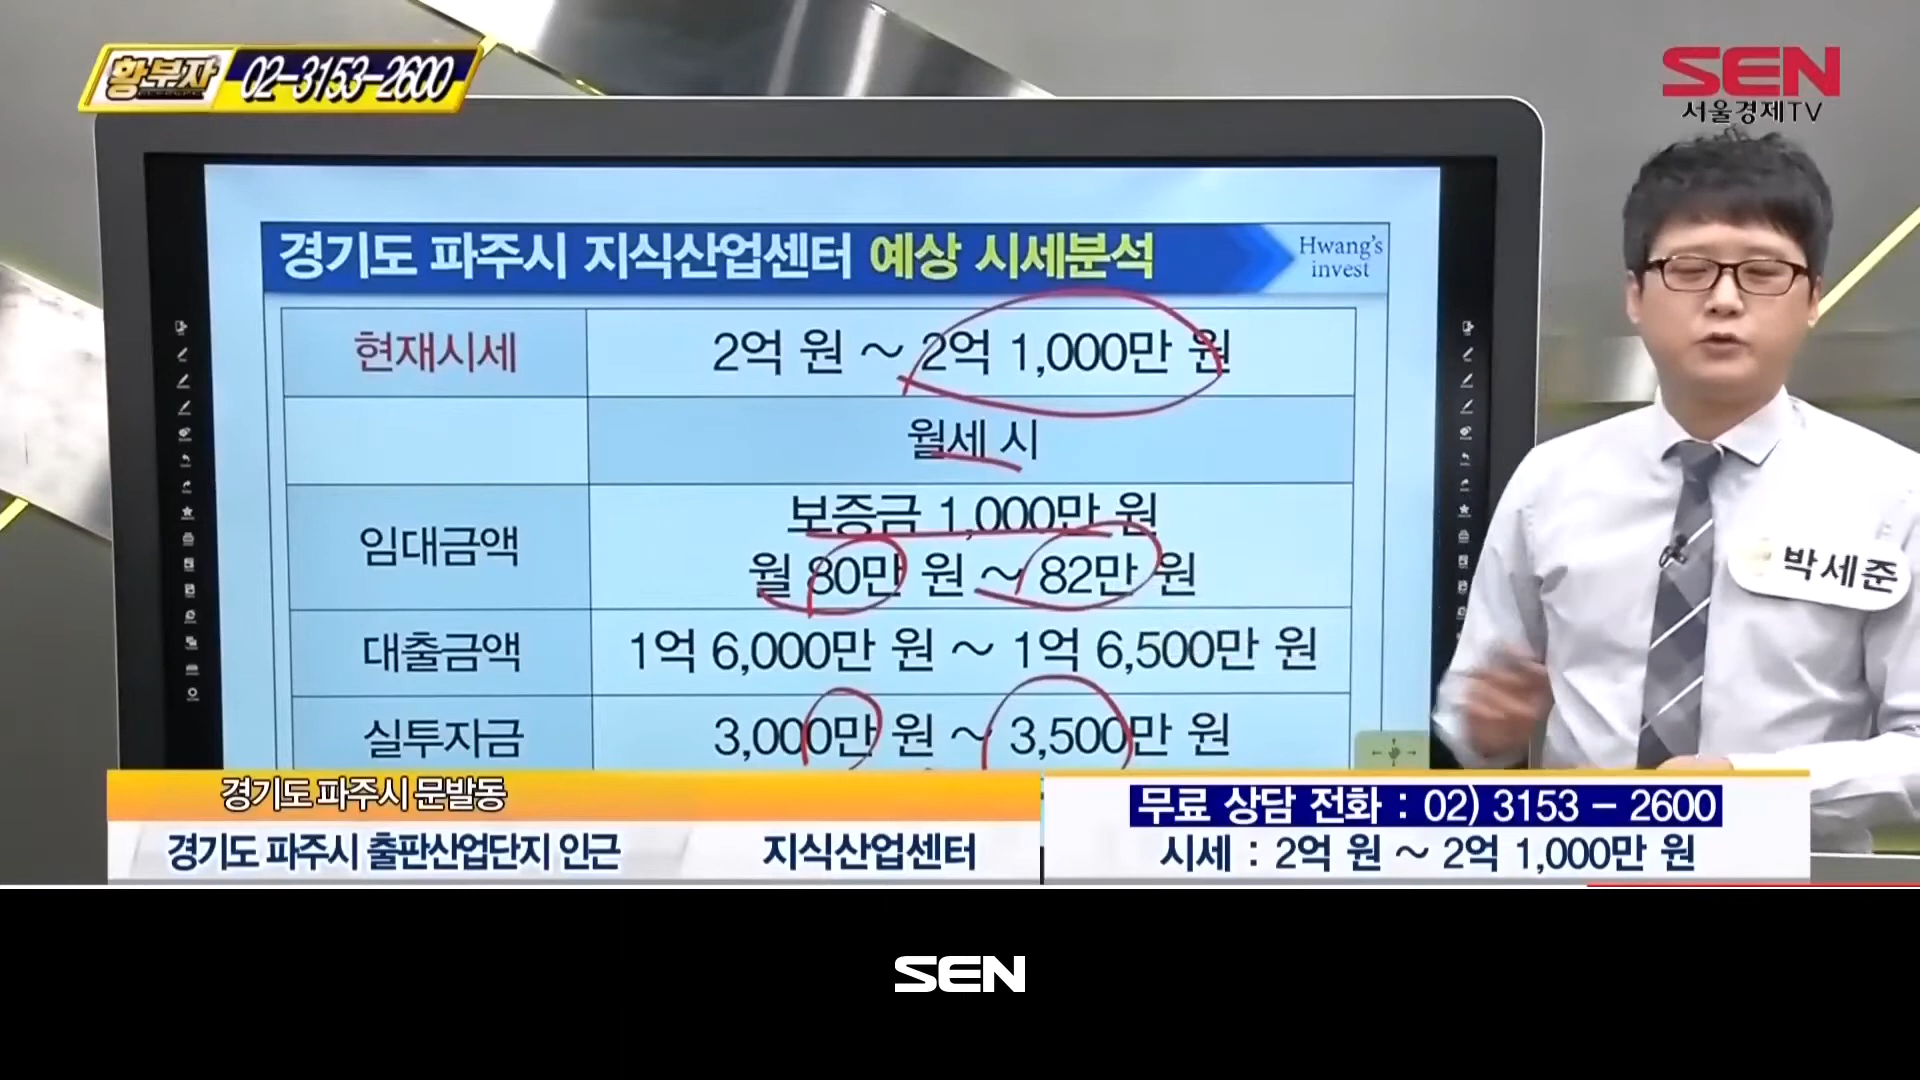 황부자 02-3153-2600
SEN
서울경제TV
경기도 파주시 지식산업센터 예상 시세분석
Hwang's
invest
현재시세 2억 원 ~ 2억 1,000만 원
월세 시
임대금액 보증금 1,000만 원
월 80만 원 ~ 82만 원
대출금액 1억 6,000만 원 ~ 1억 6,500만 원
실투자금 3,000만 원 ~ 3,500만 원
박세준
경기도 파주시 문발동
경기도 파주시 출판산업단지 인근 지식산업센터
무료 상담 전화 : 02) 3153 - 2600
시세 : 2억 원 ~ 2억 1,000만 원
SEN